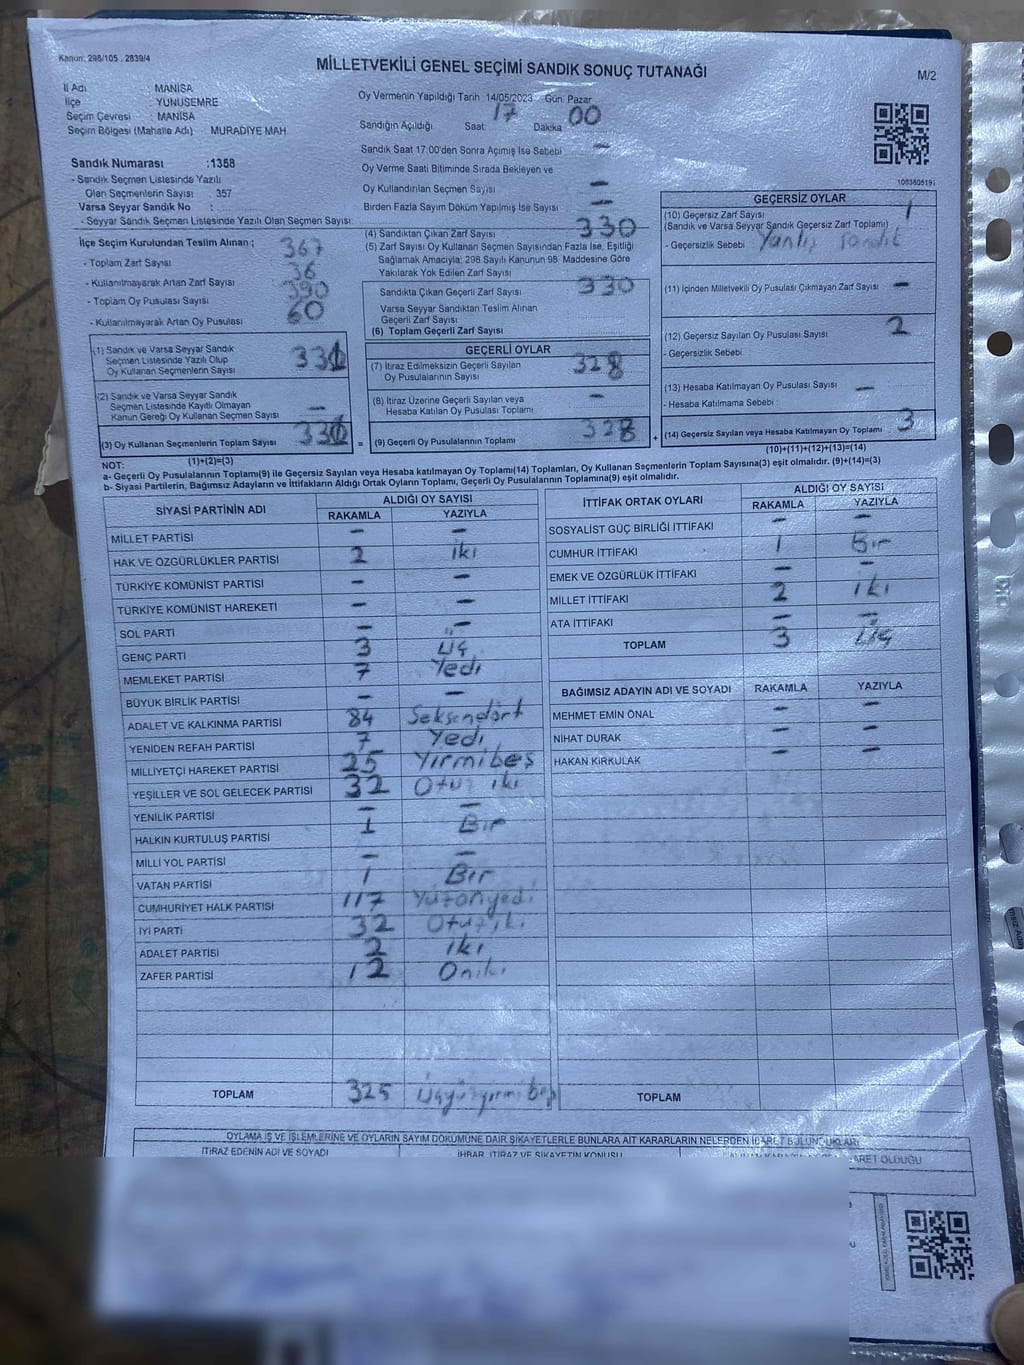 Kanun: 298/105 , 2839/4
MİLLETVEKİLİ GENEL SEÇİMİ SANDIK SONUÇ TUTANAĞI
M/2
İl Adı : MANİSA
İlçe : YUNUSEMRE
Seçim Çevresi : MANİSA
Seçim Bölgesi (Mahalle Adı) : MURADİYE MAH
Sandık Numarası :1358
- Sandık Seçmen Listesinde Yazılı
Olan Seçmenlerin Sayısı : 357
Varsa Seyyar Sandık No :
- Seyyar Sandık Seçmen Listesinde Yazılı Olan Seçmen Sayısı:
Oy Vermenin Yapıldığı Tarih 14/05/2023 Gün: Pazar
Sandığın Açıldığı Saat: 17 Dakika 00
Sandık Saat 17:00'den Sonra Açımış İse Sebebi : —
Oy Verme Saati Bitiminde Sırada Bekleyen ve
Oy Kullandırılan Seçmen Sayısı : —
Birden Fazla Sayım Döküm Yapılmış İse Sayısı : —
İlçe Seçim Kurulundan Teslim Alınan ;
- Toplam Zarf Sayısı : 367
- Kullanılmayarak Artan Zarf Sayısı : 36
- Toplam Oy Pusulası Sayısı : 390
- Kullanılmayarak Artan Oy Pusulası : 60
(4) Sandıktan Çıkan Zarf Sayısı : 330
(5) Zarf Sayısı Oy Kullanan Seçmen Sayısından Fazla İse, Eşitliği
Sağlamak Amacıyla; 298 Sayılı Kanunun 98. Maddesine Göre
Yakılarak Yok Edilen Zarf Sayısı :
Sandıkta Çıkan Geçerli Zarf Sayısı : 330
Varsa Seyyar Sandıktan Teslim Alınan
Geçerli Zarf Sayısı :
(6) Toplam Geçerli Zarf Sayısı :
GEÇERSİZ OYLAR
(10) Geçersiz Zarf Sayısı : 1
(Sandık ve Varsa Seyyar Sandık Geçersiz Zarf Toplamı)
- Geçersizlik Sebebi : Yanlış sandık
(11) İçinden Milletvekili Oy Pusulası Çıkmayan Zarf Sayısı : —
(12) Geçersiz Sayılan Oy Pusulası Sayısı : 2
- Geçersizlik Sebebi :
(13) Hesaba Katılmayan Oy Pusulası Sayısı : —
- Hesaba Katılmama Sebebi :
(14) Geçersiz Sayılan veya Hesaba Katılmayan Oy Toplamı : 3
(10)+(11)+(12)+(13)=(14)
(1) Sandık ve Varsa Seyyar Sandık
Seçmen Listesinde Yazılı Olup
Oy Kullanan Seçmenlerin Sayısı :
(2) Sandık ve Varsa Seyyar Sandık
Seçmen Listesinde Kayıtlı Olmayan
Kanun Gereği Oy Kullanan Seçmen Sayısı : —
(3) Oy Kullanan Seçmenlerin Toplam Sayısı :
(1)+(2)=(3)
GEÇERLİ OYLAR
(7) İtiraz Edilmeksizin Geçerli Sayılan
Oy Pusulalarının Sayısı : 328
(8) İtiraz Üzerine Geçerli Sayılan veya
Hesaba Katılan Oy Pusulası Toplamı : —
= (9) Geçerli Oy Pusulalarının Toplamı : 328 +
NOT:
a- Geçerli Oy Pusulalarının Toplamı(9) ile Geçersiz Sayılan veya Hesaba katılmayan Oy Toplamı(14) Toplamları, Oy Kullanan Seçmenlerin Toplam Sayısına(3) eşit olmalıdır. (9)+(14)=(3)
b- Siyasi Partilerin, Bağımsız Adayların ve İttifakların Aldığı Ortak Oyların Toplamı, Geçerli Oy Pusulalarının Toplamına(9) eşit olmalıdır.
SİYASİ PARTİNİN ADI ALDIĞI OY SAYISI
RAKAMLA YAZIYLA
MİLLET PARTİSİ — —
HAK VE ÖZGÜRLÜKLER PARTİSİ 2 iki
TÜRKİYE KOMÜNİST PARTİSİ — —
TÜRKİYE KOMÜNİST HAREKETİ — —
SOL PARTİ — —
GENÇ PARTİ 3 Üç
MEMLEKET PARTİSİ 7 Yedi
BÜYÜK BİRLİK PARTİSİ — —
ADALET VE KALKINMA PARTİSİ 84 Seksendört
YENİDEN REFAH PARTİSİ 7 Yedi
MİLLİYETÇİ HAREKET PARTİSİ 25 Yirmibeş
YEŞİLLER VE SOL GELECEK PARTİSİ 32 Otuz iki
YENİLİK PARTİSİ — —
HALKIN KURTULUŞ PARTİSİ 1 Bir
MİLLİ YOL PARTİSİ — —
VATAN PARTİSİ 1 Bir
CUMHURİYET HALK PARTİSİ 117 Yüzonyedi
İYİ PARTİ 32 Otuziki
ADALET PARTİSİ 2 iki
ZAFER PARTİSİ 12 Oniki
TOPLAM 325 Üçyüzyirmi beş
İTTİFAK ORTAK OYLARI ALDIĞI OY SAYISI
RAKAMLA YAZIYLA
SOSYALİST GÜÇ BİRLİĞİ İTTİFAKI — —
CUMHUR İTTİFAKI 1 Bir
EMEK VE ÖZGÜRLÜK İTTİFAKI — —
MİLLET İTTİFAKI 2 iki
ATA İTTİFAKI — —
TOPLAM 3 Üç
BAĞIMSIZ ADAYIN ADI VE SOYADI RAKAMLA YAZIYLA
MEHMET EMİN ÖNAL — —
NİHAT DURAK — —
HAKAN KIRKULAK — —
TOPLAM
OYLAMA İŞ VE İŞLEMLERİNE VE OYLARIN SAYIM DÖKÜMÜNE DAİR ŞİKAYETLERLE BUNLARA AİT KARARLARIN NELERDEN İBARET BULUNDUKLARI
İTİRAZ EDENİN ADI VE SOYADI İHBAR, İTİRAZ VE ŞİKAYETİN KONUSU